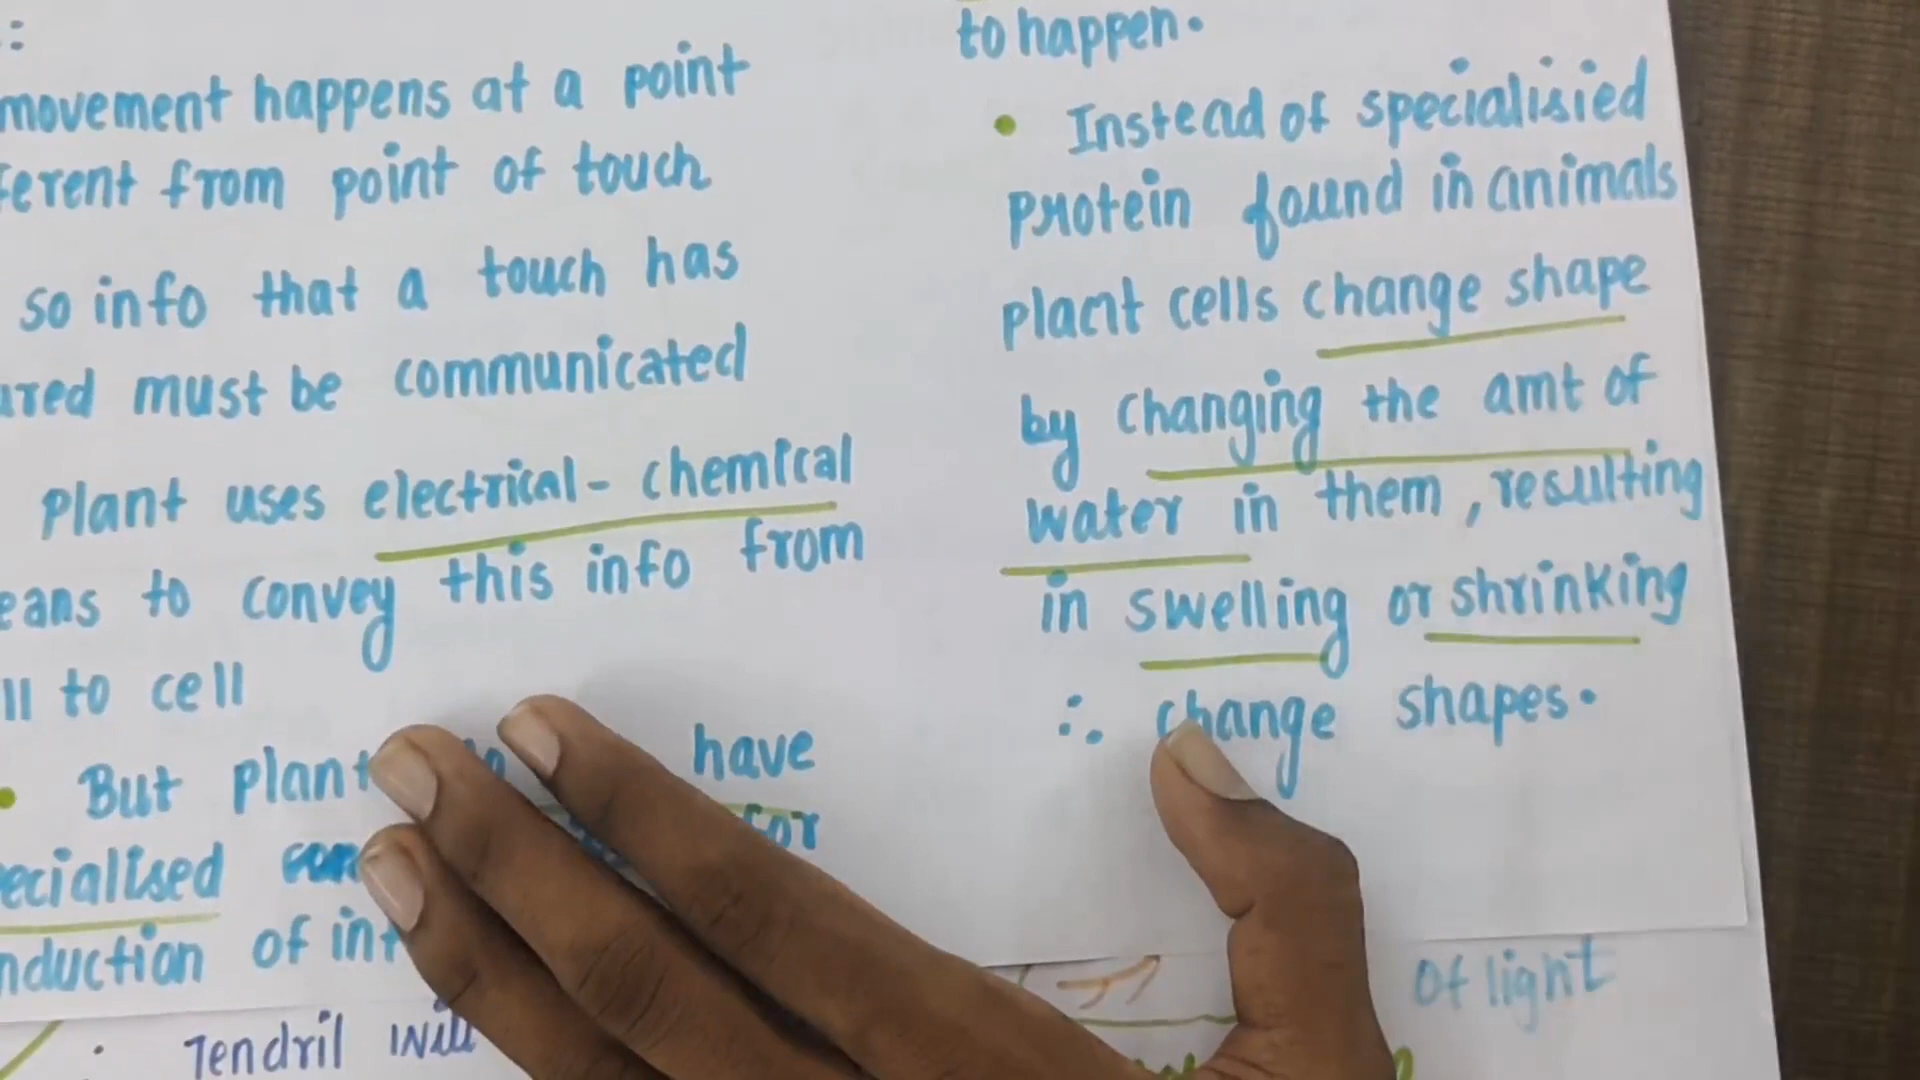 :
movement happens at a point
ferent from point of touch
so info that a touch has
ured must be communicated
Plant uses electrical - chemical
eans to convey this info from
ll to cell
• But plant have
ecialised for
nduction of inf
• Tendril will
to happen.
• Instead of specialisied
protein found in animals
plant cells change shape
by changing the amt of
water in them, resulting
in swelling or shrinking
∴ change shapes.
of light